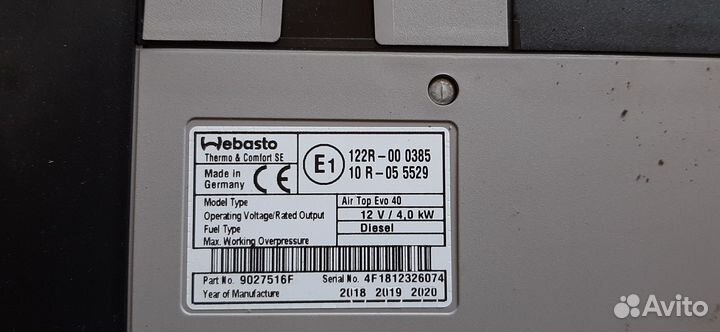 Webasto
Thermo & Comfort SE
Made in
Germany
CE
E1
122R-00 0385
10 R-05 5529
Model Type Air Top Evo 40
Operating Voltage/Rated Output 12 V / 4,0 kW
Fuel Type Diesel
Max. Working Overpressure
Part No. 9027516F Serial No. 4F1812326074
Year of Manufacture 2018 2019 2020
Avito